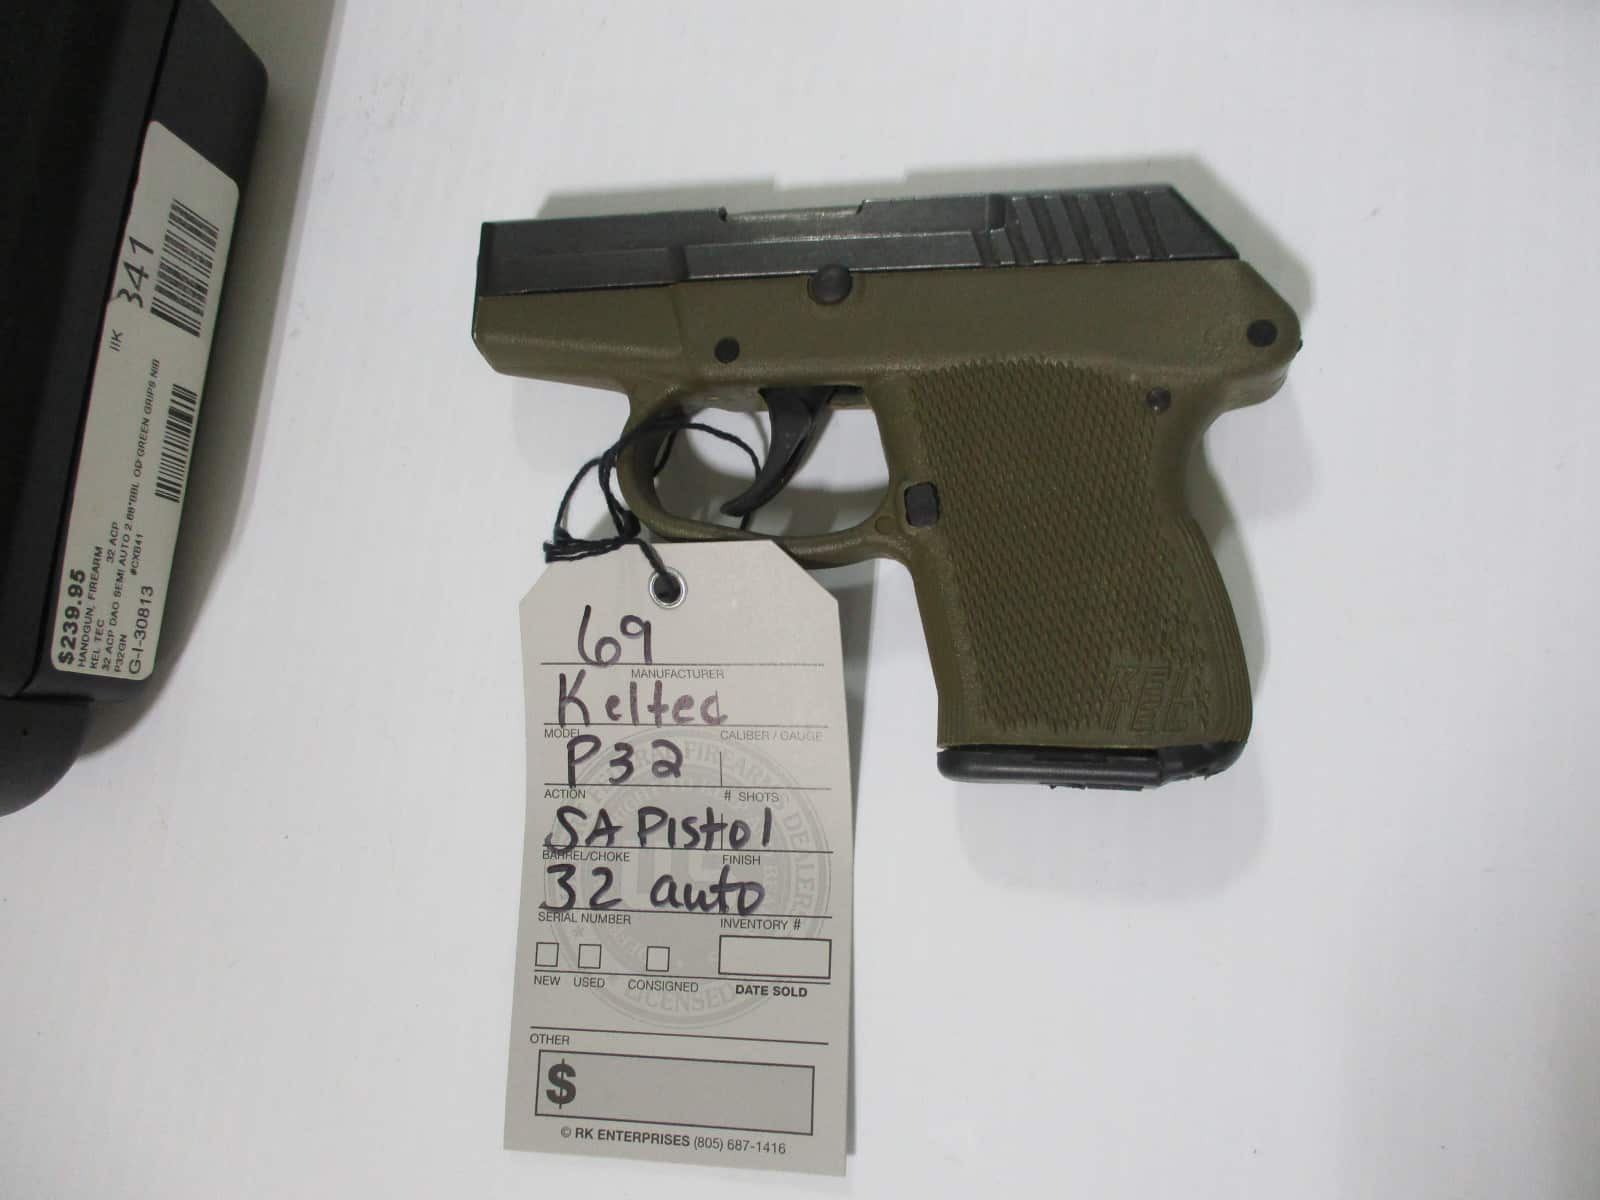 $239.95
HANDGUN, FIREARM
KEL TEC 32 ACP
32 ACP DAO SEMI AUTO 2.68"BBL OD GREEN GRIPS NIB
P32GN #CXB41
G-I-30813
IIK
341
KEL
TEC
69
MANUFACTURER
Keltec
MODEL CALIBER / GAUGE
P32
ACTION # SHOTS
SA Pistol
BARREL/CHOKE FINISH
32 auto
SERIAL NUMBER INVENTORY #
NEW USED CONSIGNED DATE SOLD
OTHER
$
© RK ENTERPRISES (805) 687-1416